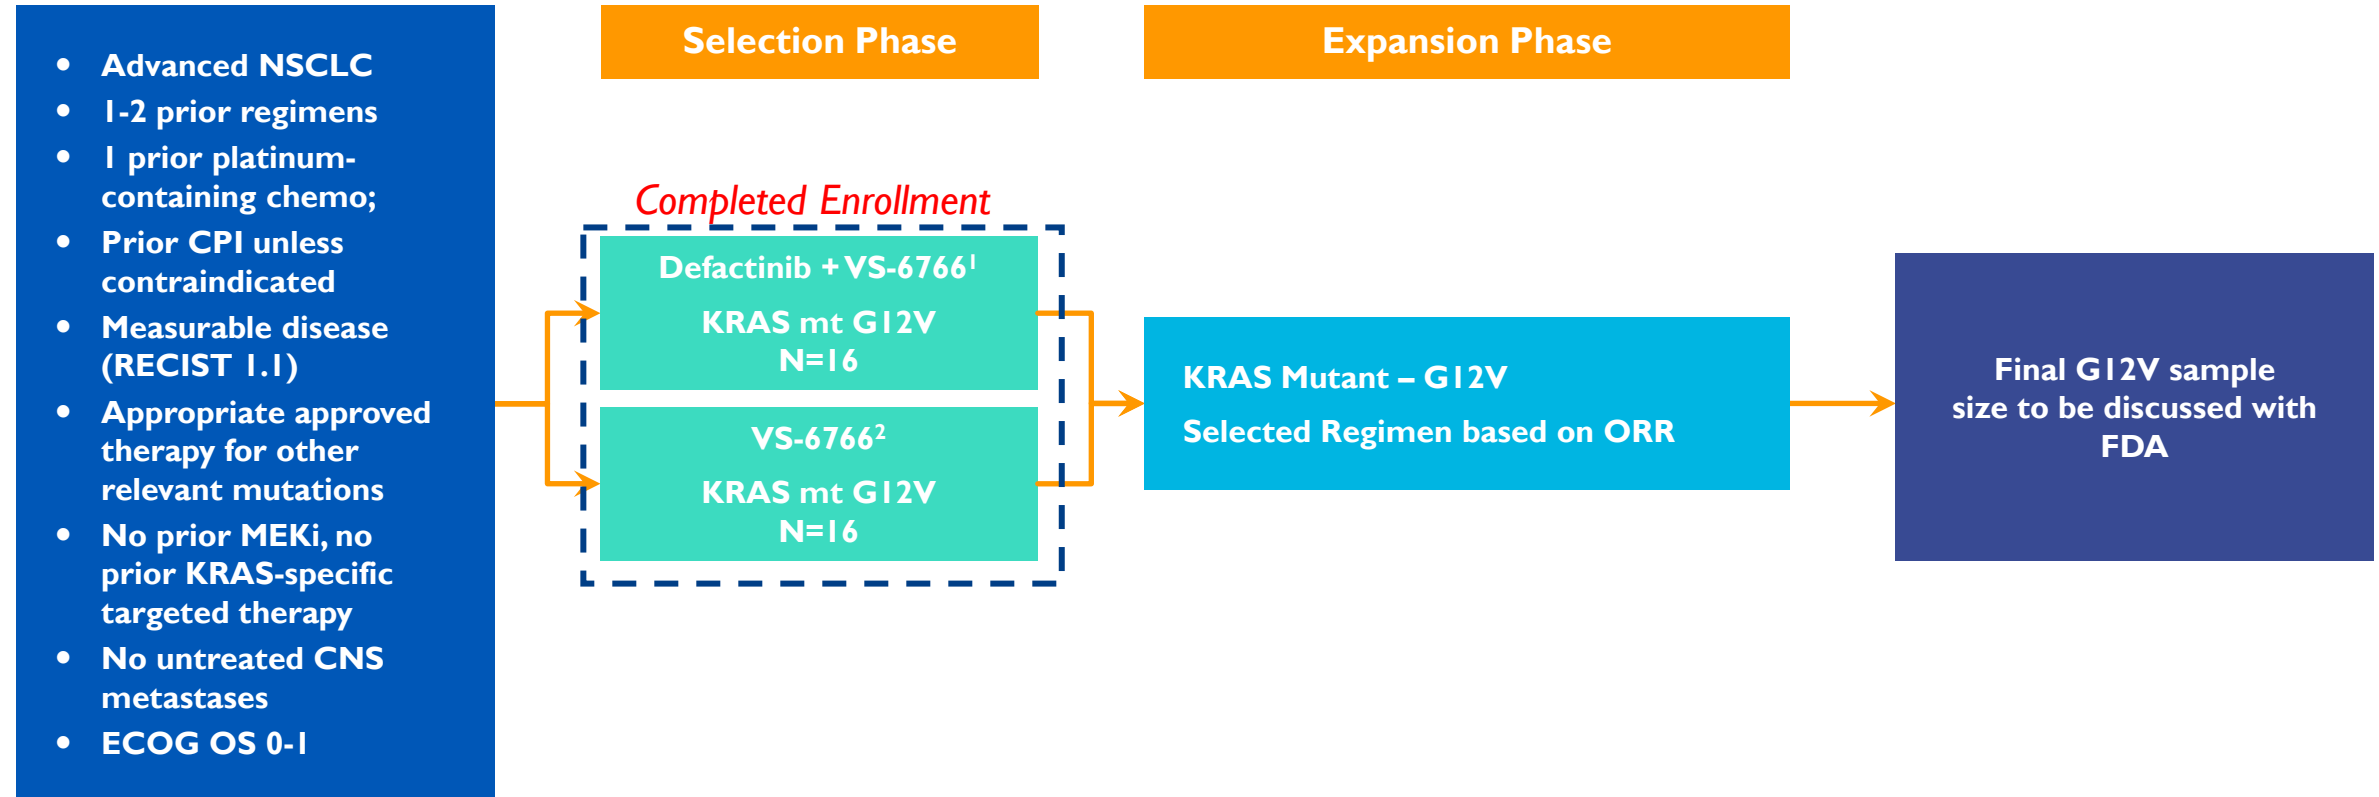 • Advanced NSCLC
• 1-2 prior regimens
• 1 prior platinum-
containing chemo;
• Prior CPI unless
contraindicated
• Measurable disease
(RECIST 1.1)
• Appropriate approved
therapy for other
relevant mutations
• No prior MEKi, no
prior KRAS-specific
targeted therapy
• No untreated CNS
metastases
• ECOG OS 0-1
Selection Phase
Completed Enrollment
Defactinib + VS-6766¹
KRAS mt G12V
N=16
VS-6766²
KRAS mt G12V
N=16
Expansion Phase
KRAS Mutant – G12V
Selected Regimen based on ORR
Final G12V sample
size to be discussed with
FDA